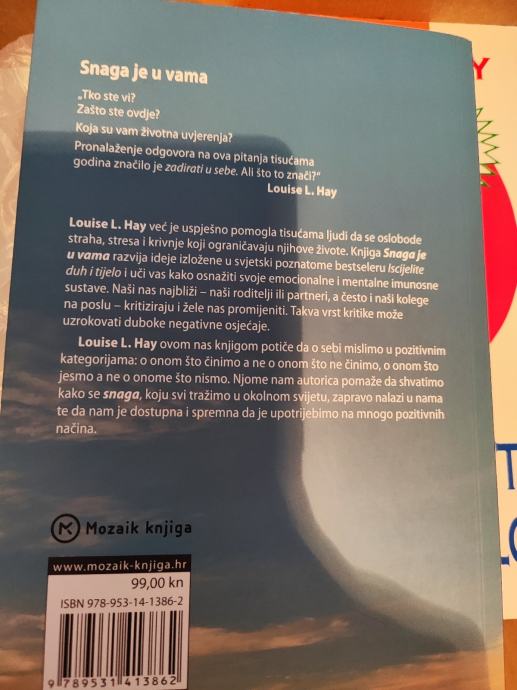 Snaga je u vama
„Tko ste vi?
Zašto ste ovdje?
Koja su vam životna uvjerenja?
Pronalaženje odgovora na ova pitanja tisućama
godina značilo je zadirati u sebe. Ali što to znači?“
Louise L. Hay
Louise L. Hay već je uspješno pomogla tisućama ljudi da se oslobode
straha, stresa i krivnje koji ograničavaju njihove živote. Knjiga Snaga je
u vama razvija ideje izložene u svjetski poznatome bestseleru Iscijelite
duh i tijelo i uči vas kako osnažiti svoje emocionalne i mentalne imunosne
sustave. Naši nas najbliži – naši roditelji ili partneri, a često i naši kolege
na poslu – kritiziraju i žele nas promijeniti. Takva vrst kritike može
uzrokovati duboke negativne osjećaje.
Louise L. Hay ovom nas knjigom potiče da o sebi mislimo u pozitivnim
kategorijama: o onom što činimo a ne o onom što ne činimo, o onom što
jesmo a ne o onome što nismo. Njome nam autorica pomaže da shvatimo
kako se snaga, koju svi tražimo u okolnom svijetu, zapravo nalazi u nama
te da nam je dostupna i spremna da je upotrijebimo na mnogo pozitivnih
načina.
Mozaik knjiga
www.mozaik-knjiga.hr
99,00 kn
ISBN 978-953-14-1386-2
9 789531 413862
Y